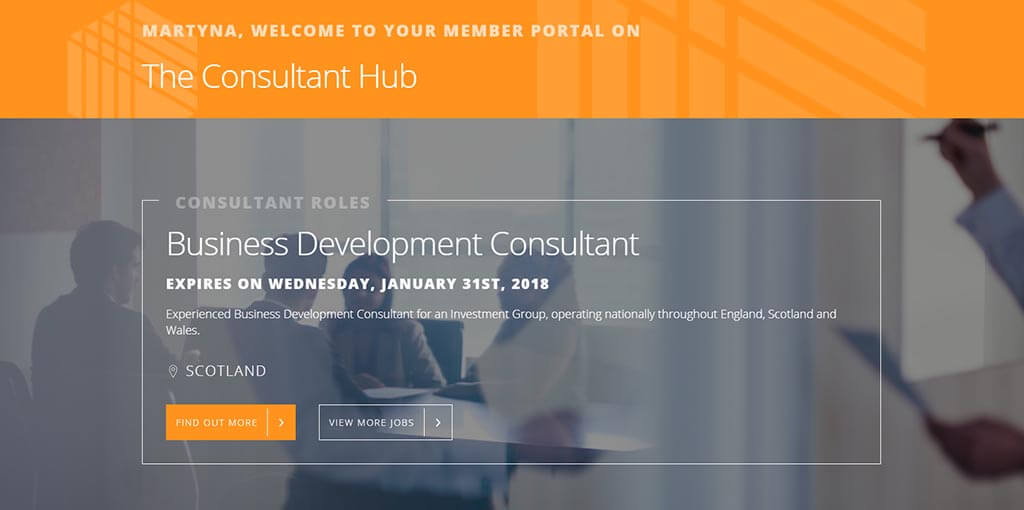 MARTYNA, WELCOME TO YOUR MEMBER PORTAL ON
The Consultant Hub
CONSULTANT ROLES
Business Development Consultant
EXPIRES ON WEDNESDAY, JANUARY 31ST, 2018
Experienced Business Development Consultant for an Investment Group, operating nationally throughout England, Scotland and
Wales.
SCOTLAND
FIND OUT MORE
VIEW MORE JOBS